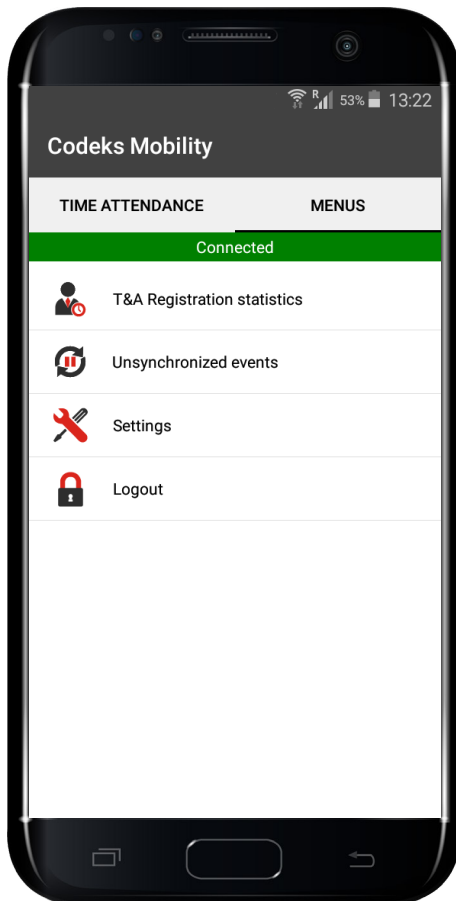 R 53% 13:22
Codeks Mobility
TIME ATTENDANCE MENUS
Connected
T&A Registration statistics
Unsynchronized events
Settings
Logout